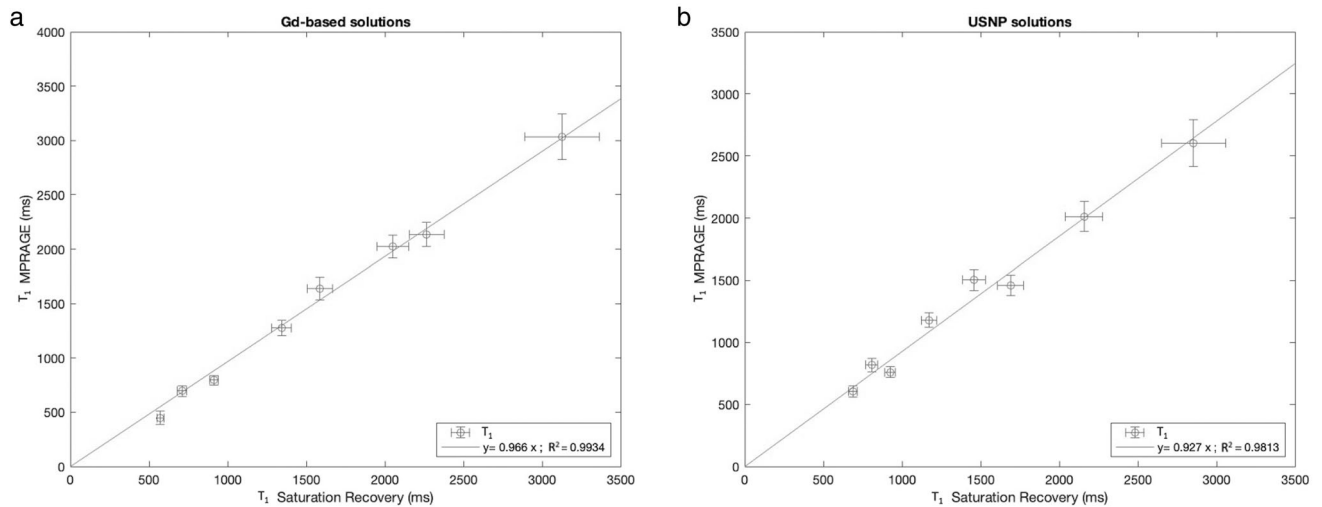 a
Gd-based solutions
4000
3500
3000
2500
2000
1500
1000
500
0
T1 MPRAGE (ms)
0 500 1000 1500 2000 2500 3000 3500
T1 Saturation Recovery (ms)
T1
y= 0.966 x ; R² = 0.9934
b
USNP solutions
3500
3000
2500
2000
1500
1000
500
0
T1 MPRAGE (ms)
500 1000 1500 2000 2500 3000 3500
T1 Saturation Recovery (ms)
T1
y= 0.927 x ; R² = 0.9813